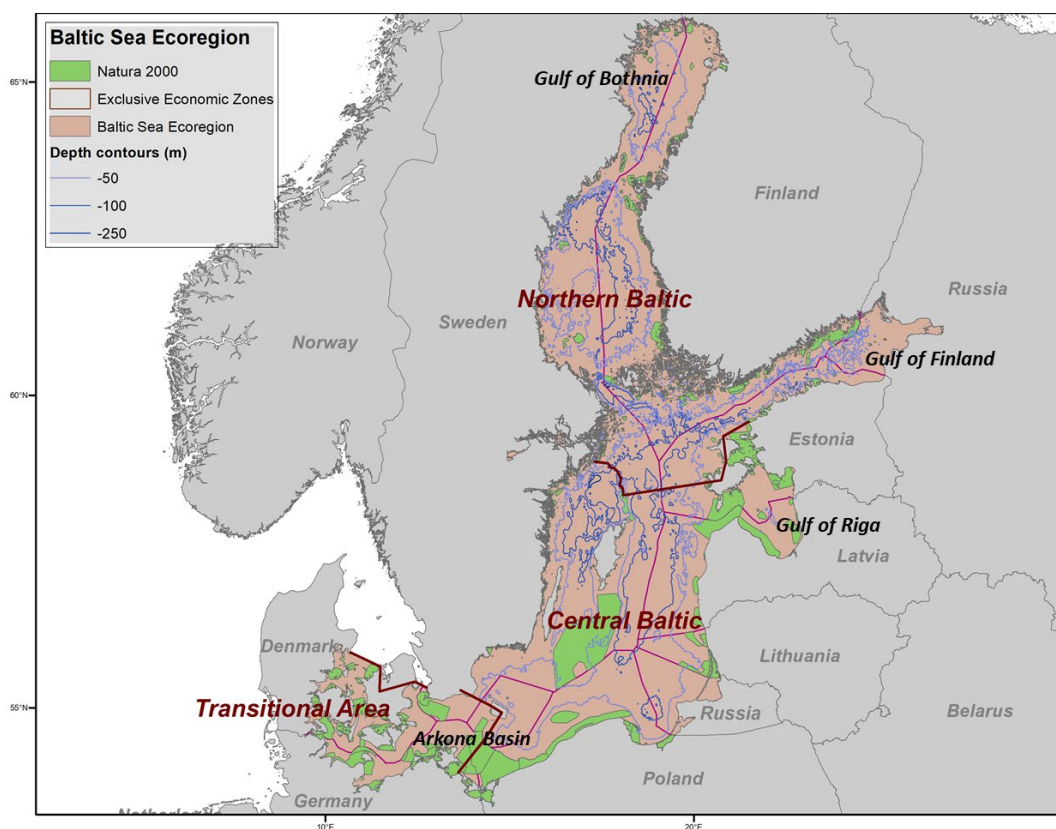 Baltic Sea Ecoregion
Natura 2000
Exclusive Economic Zones
Baltic Sea Ecoregion
Depth contours (m)
-50
-100
-250
65°N
Gulf of Bothnia
Finland
Northern Baltic
Russia
Sweden
Norway
Gulf of Finland
60°N
Estonia
Gulf of Riga
Latvia
Central Baltic
Denmark
Lithuania
55°N
Transitional Area
Russia
Belarus
Arkona Basin
Poland
Germany
Netherlands
10°E
20°E